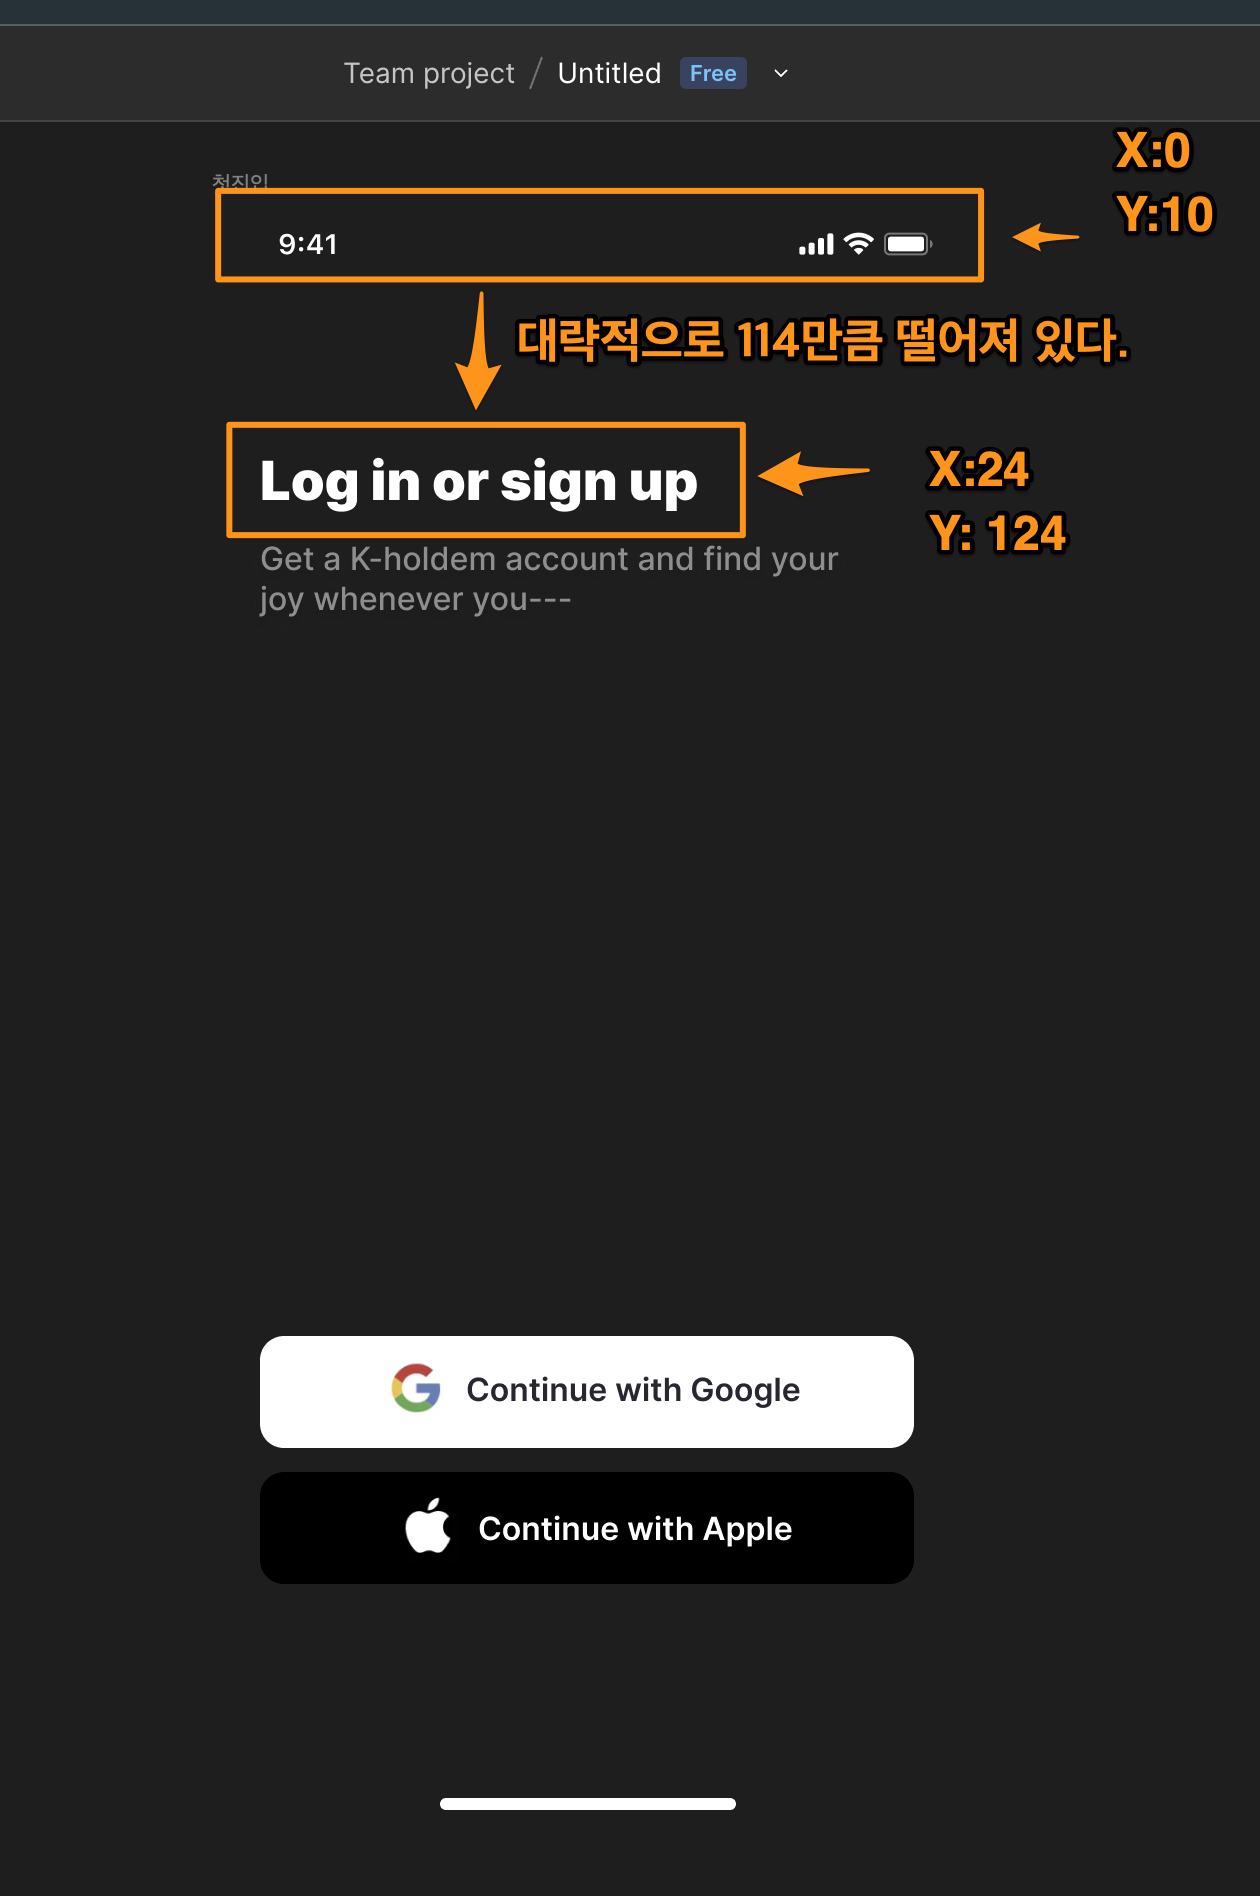 Team project / Untitled Free
X:0
Y:10
청진인
9:41
대략적으로 114만큼 떨어져 있다.
Log in or sign up
X:24
Y: 124
Get a K-holdem account and find your
joy whenever you---
Continue with Google
Continue with Apple